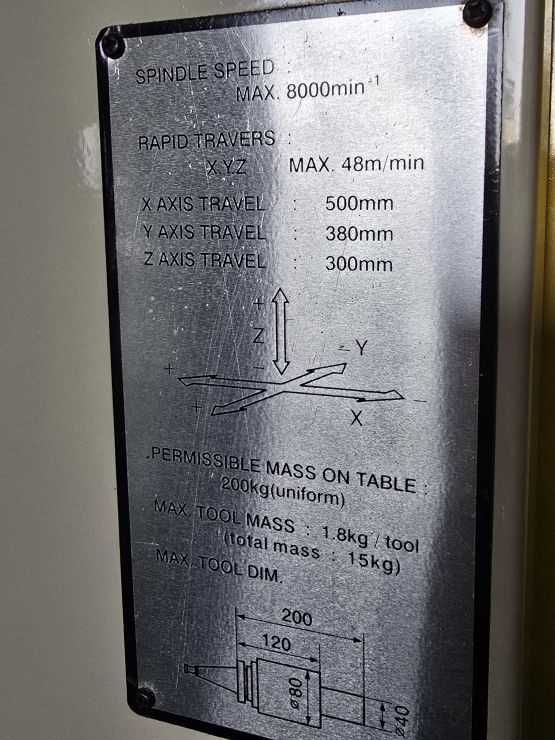 SPINDLE SPEED :
MAX. 8000min⁻¹
RAPID TRAVERS :
X.Y.Z MAX. 48m/min
X AXIS TRAVEL : 500mm
Y AXIS TRAVEL : 380mm
Z AXIS TRAVEL : 300mm
+
Z
−
− Y
+
−
+
X
PERMISSIBLE MASS ON TABLE :
200kg(uniform)
MAX. TOOL MASS : 1.8kg / tool
(total mass : 15kg)
MAX. TOOL DIM.
200
120
ø80
ø40